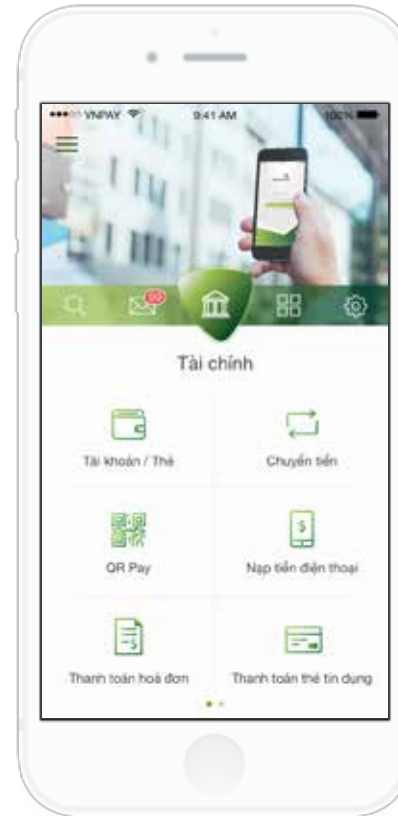 VNPAY 9:41 AM 100%
Tài chính
Tài khoản / Thẻ Chuyển tiền
QR Pay Nạp tiền điện thoại
Thanh toán hoá đơn Thanh toán thẻ tín dụng